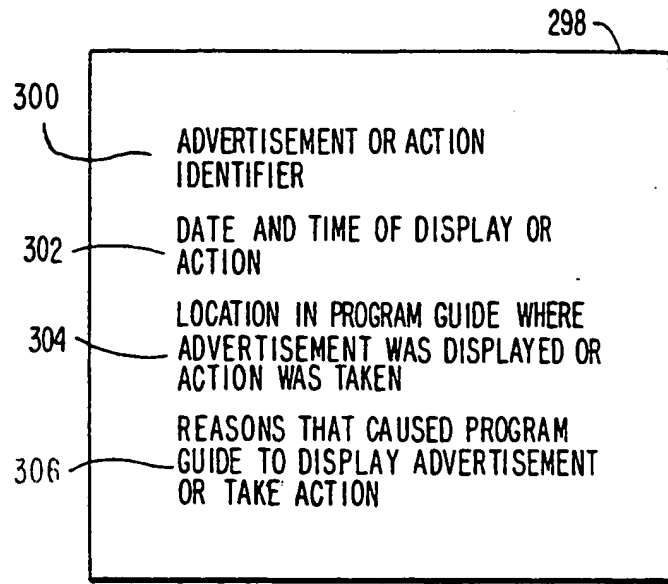 298
300
ADVERTISEMENT OR ACTION
IDENTIFIER
302
DATE AND TIME OF DISPLAY OR
ACTION
304
LOCATION IN PROGRAM GUIDE WHERE
ADVERTISEMENT WAS DISPLAYED OR
ACTION WAS TAKEN
306
REASONS THAT CAUSED PROGRAM
GUIDE TO DISPLAY ADVERTISEMENT
OR TAKE ACTION